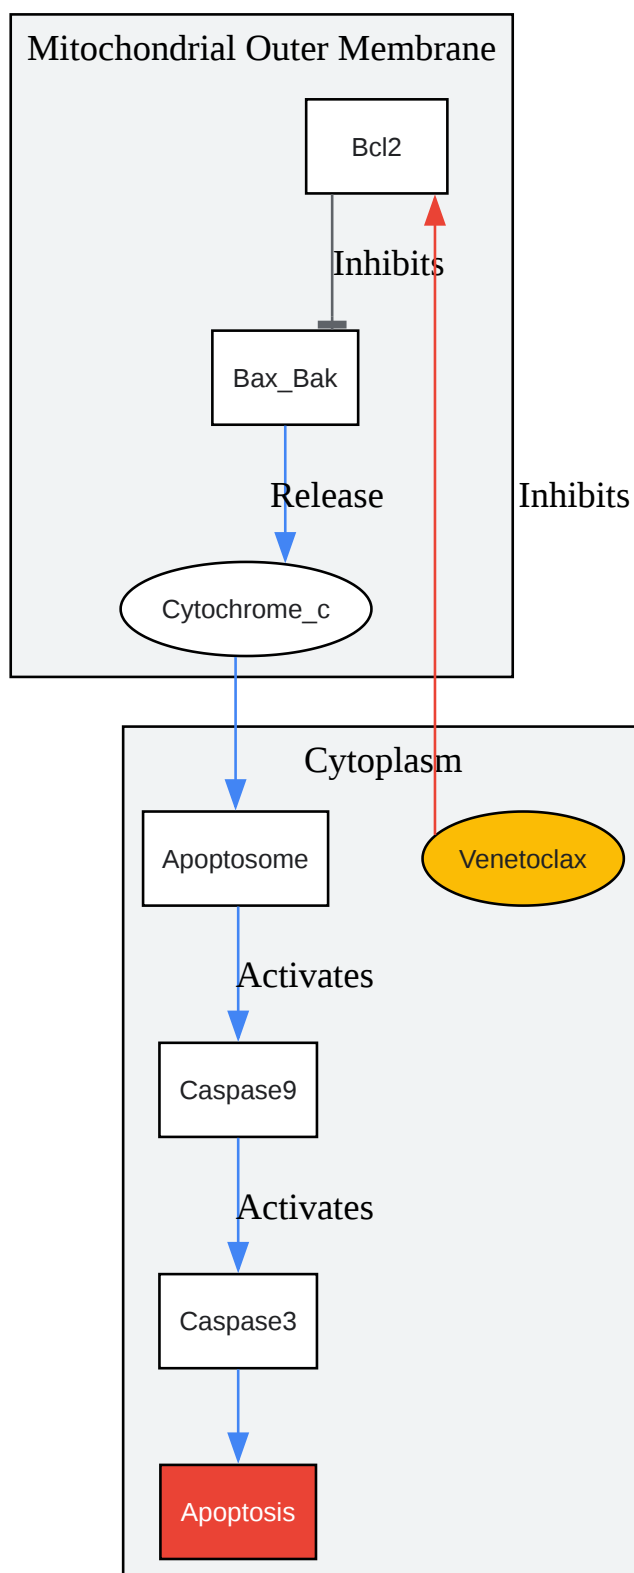 Mitochondrial Outer Membrane
Bcl2
Inhibits
Bax_Bak
Release
Inhibits
Cytochrome_c
Cytoplasm
Apoptosome
Venetoclax
Activates
Caspase9
Activates
Caspase3
Apoptosis